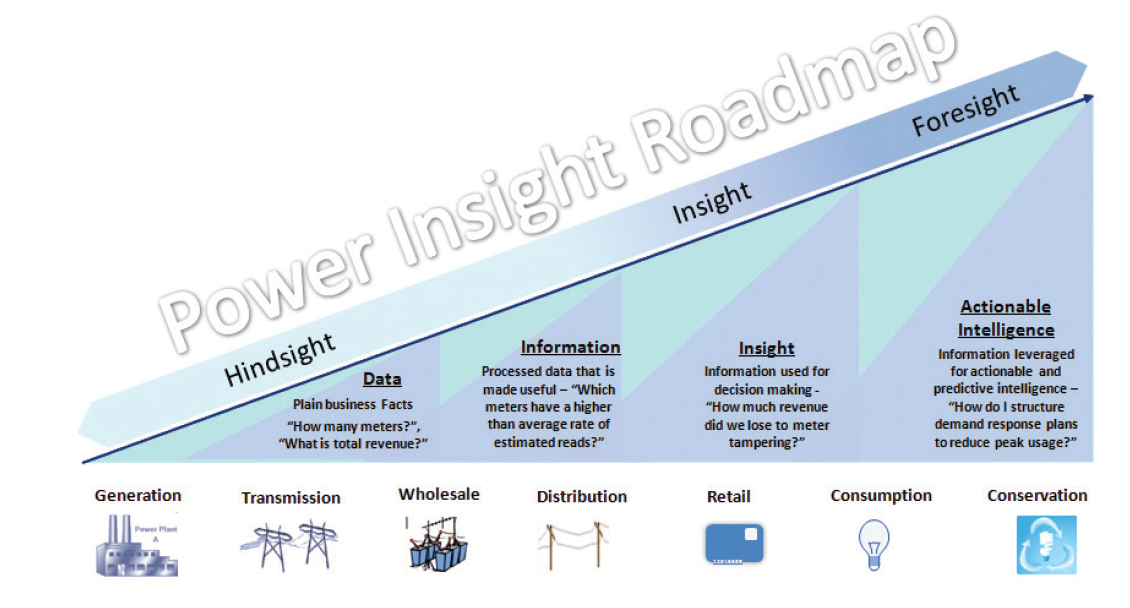 Power Insight Roadmap
Hindsight
Insight
Foresight
Data
Plain business Facts
“How many meters?”,
“What is total revenue?”
Information
Processed data that is
made useful – “Which
meters have a higher
than average rate of
estimated reads?”
Insight
Information used for
decision making -
“How much revenue
did we lose to meter
tampering?”
Actionable
Intelligence
Information leveraged
for actionable and
predictive intelligence –
“How do I structure
demand response plans
to reduce peak usage?”
Generation
Transmission
Wholesale
Distribution
Retail
Consumption
Conservation
Power Plant
A